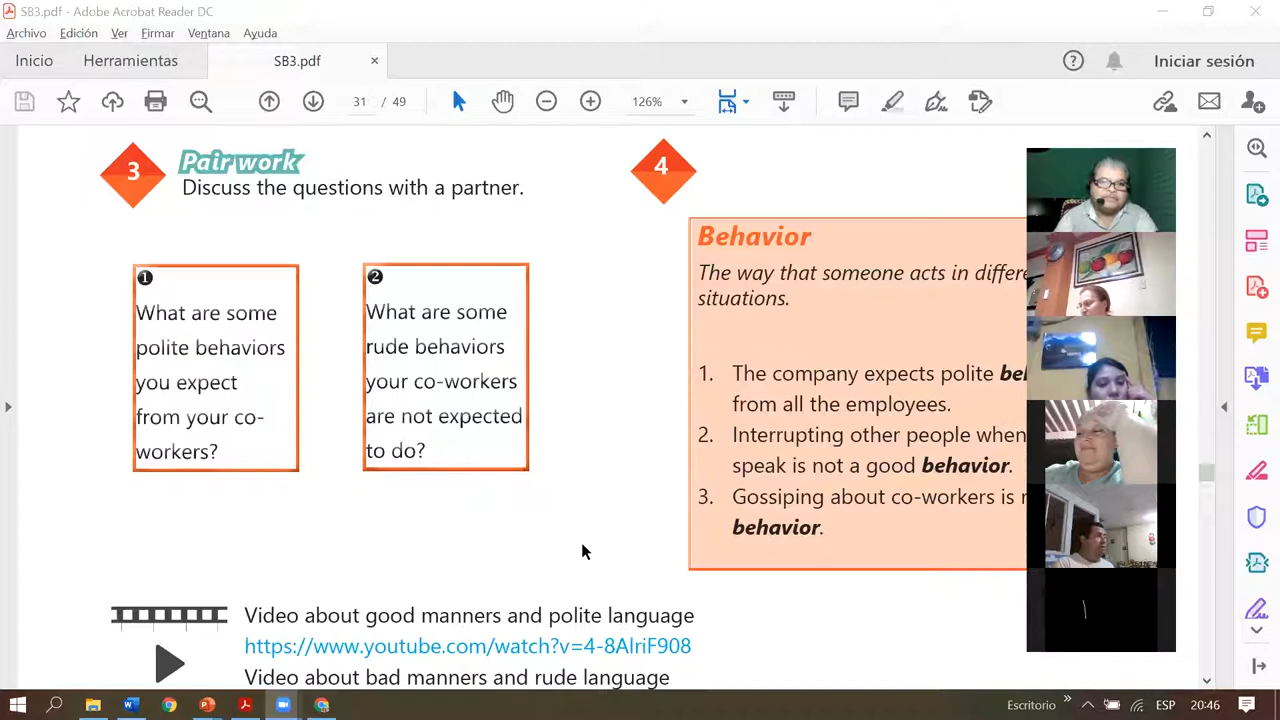 SB3.pdf - Adobe Acrobat Reader DC
Archivo Edición Ver Firmar Ventana Ayuda
Inicio Herramientas SB3.pdf × Iniciar sesión
31 / 49 126%
3 Pair work
Discuss the questions with a partner.
❶
What are some
polite behaviors
you expect
from your co-
workers?
❷
What are some
rude behaviors
your co-workers
are not expected
to do?
4
Behavior
The way that someone acts in
situations.
1. The company expects polite
from all the employees.
2. Interrupting other people when
speak is not a good behavior.
3. Gossiping about co-workers is
behavior.
Video about good manners and polite language
https://www.youtube.com/watch?v=4-8AlriF908
Video about bad manners and rude language
Escritorio » ESP 20:46